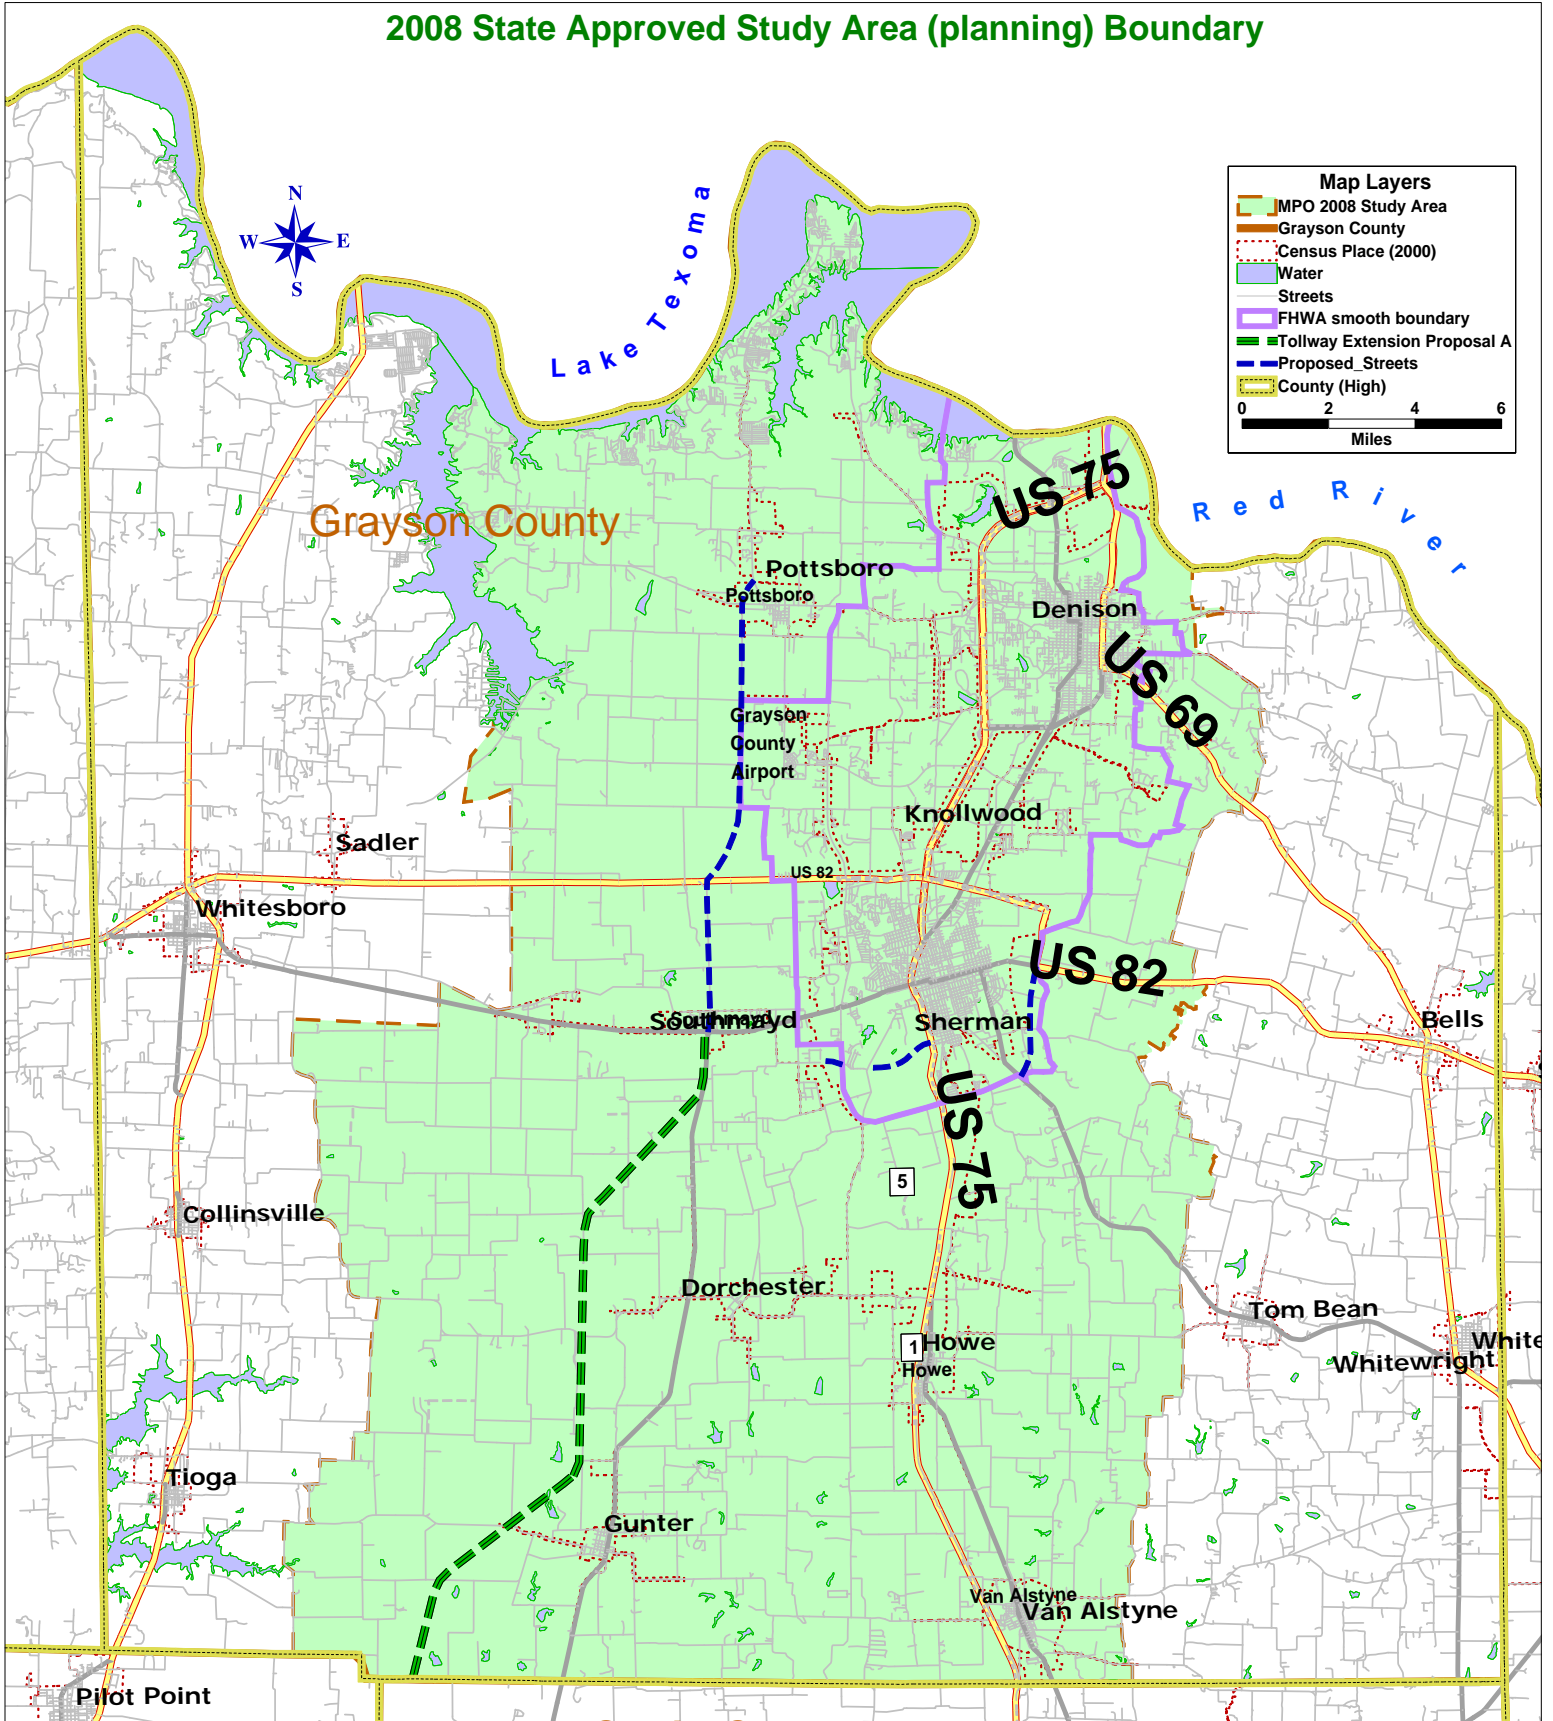 2008 State Approved Study Area (planning) Boundary
N
W E
S
Lake Texoma
Map Layers
MPO 2008 Study Area
Grayson County
Census Place (2000)
Water
Streets
FHWA smooth boundary
Tollway Extension Proposal A
Proposed_Streets
County (High)
0 2 4 6
Miles
US 75
Red River
Grayson County
Pottsboro
Pottsboro
Denison
US 69
Grayson
County
Airport
Knollwood
Sadler
US 82
Whitesboro
US 82
Southmayd
Southmayd
Sherman
Bells
US 75
5
Collinsville
Dorchester
Tom Bean
1
Howe
Howe
White
Whitewright
Tioga
Gunter
Van Alstyne
Van Alstyne
Pilot Point